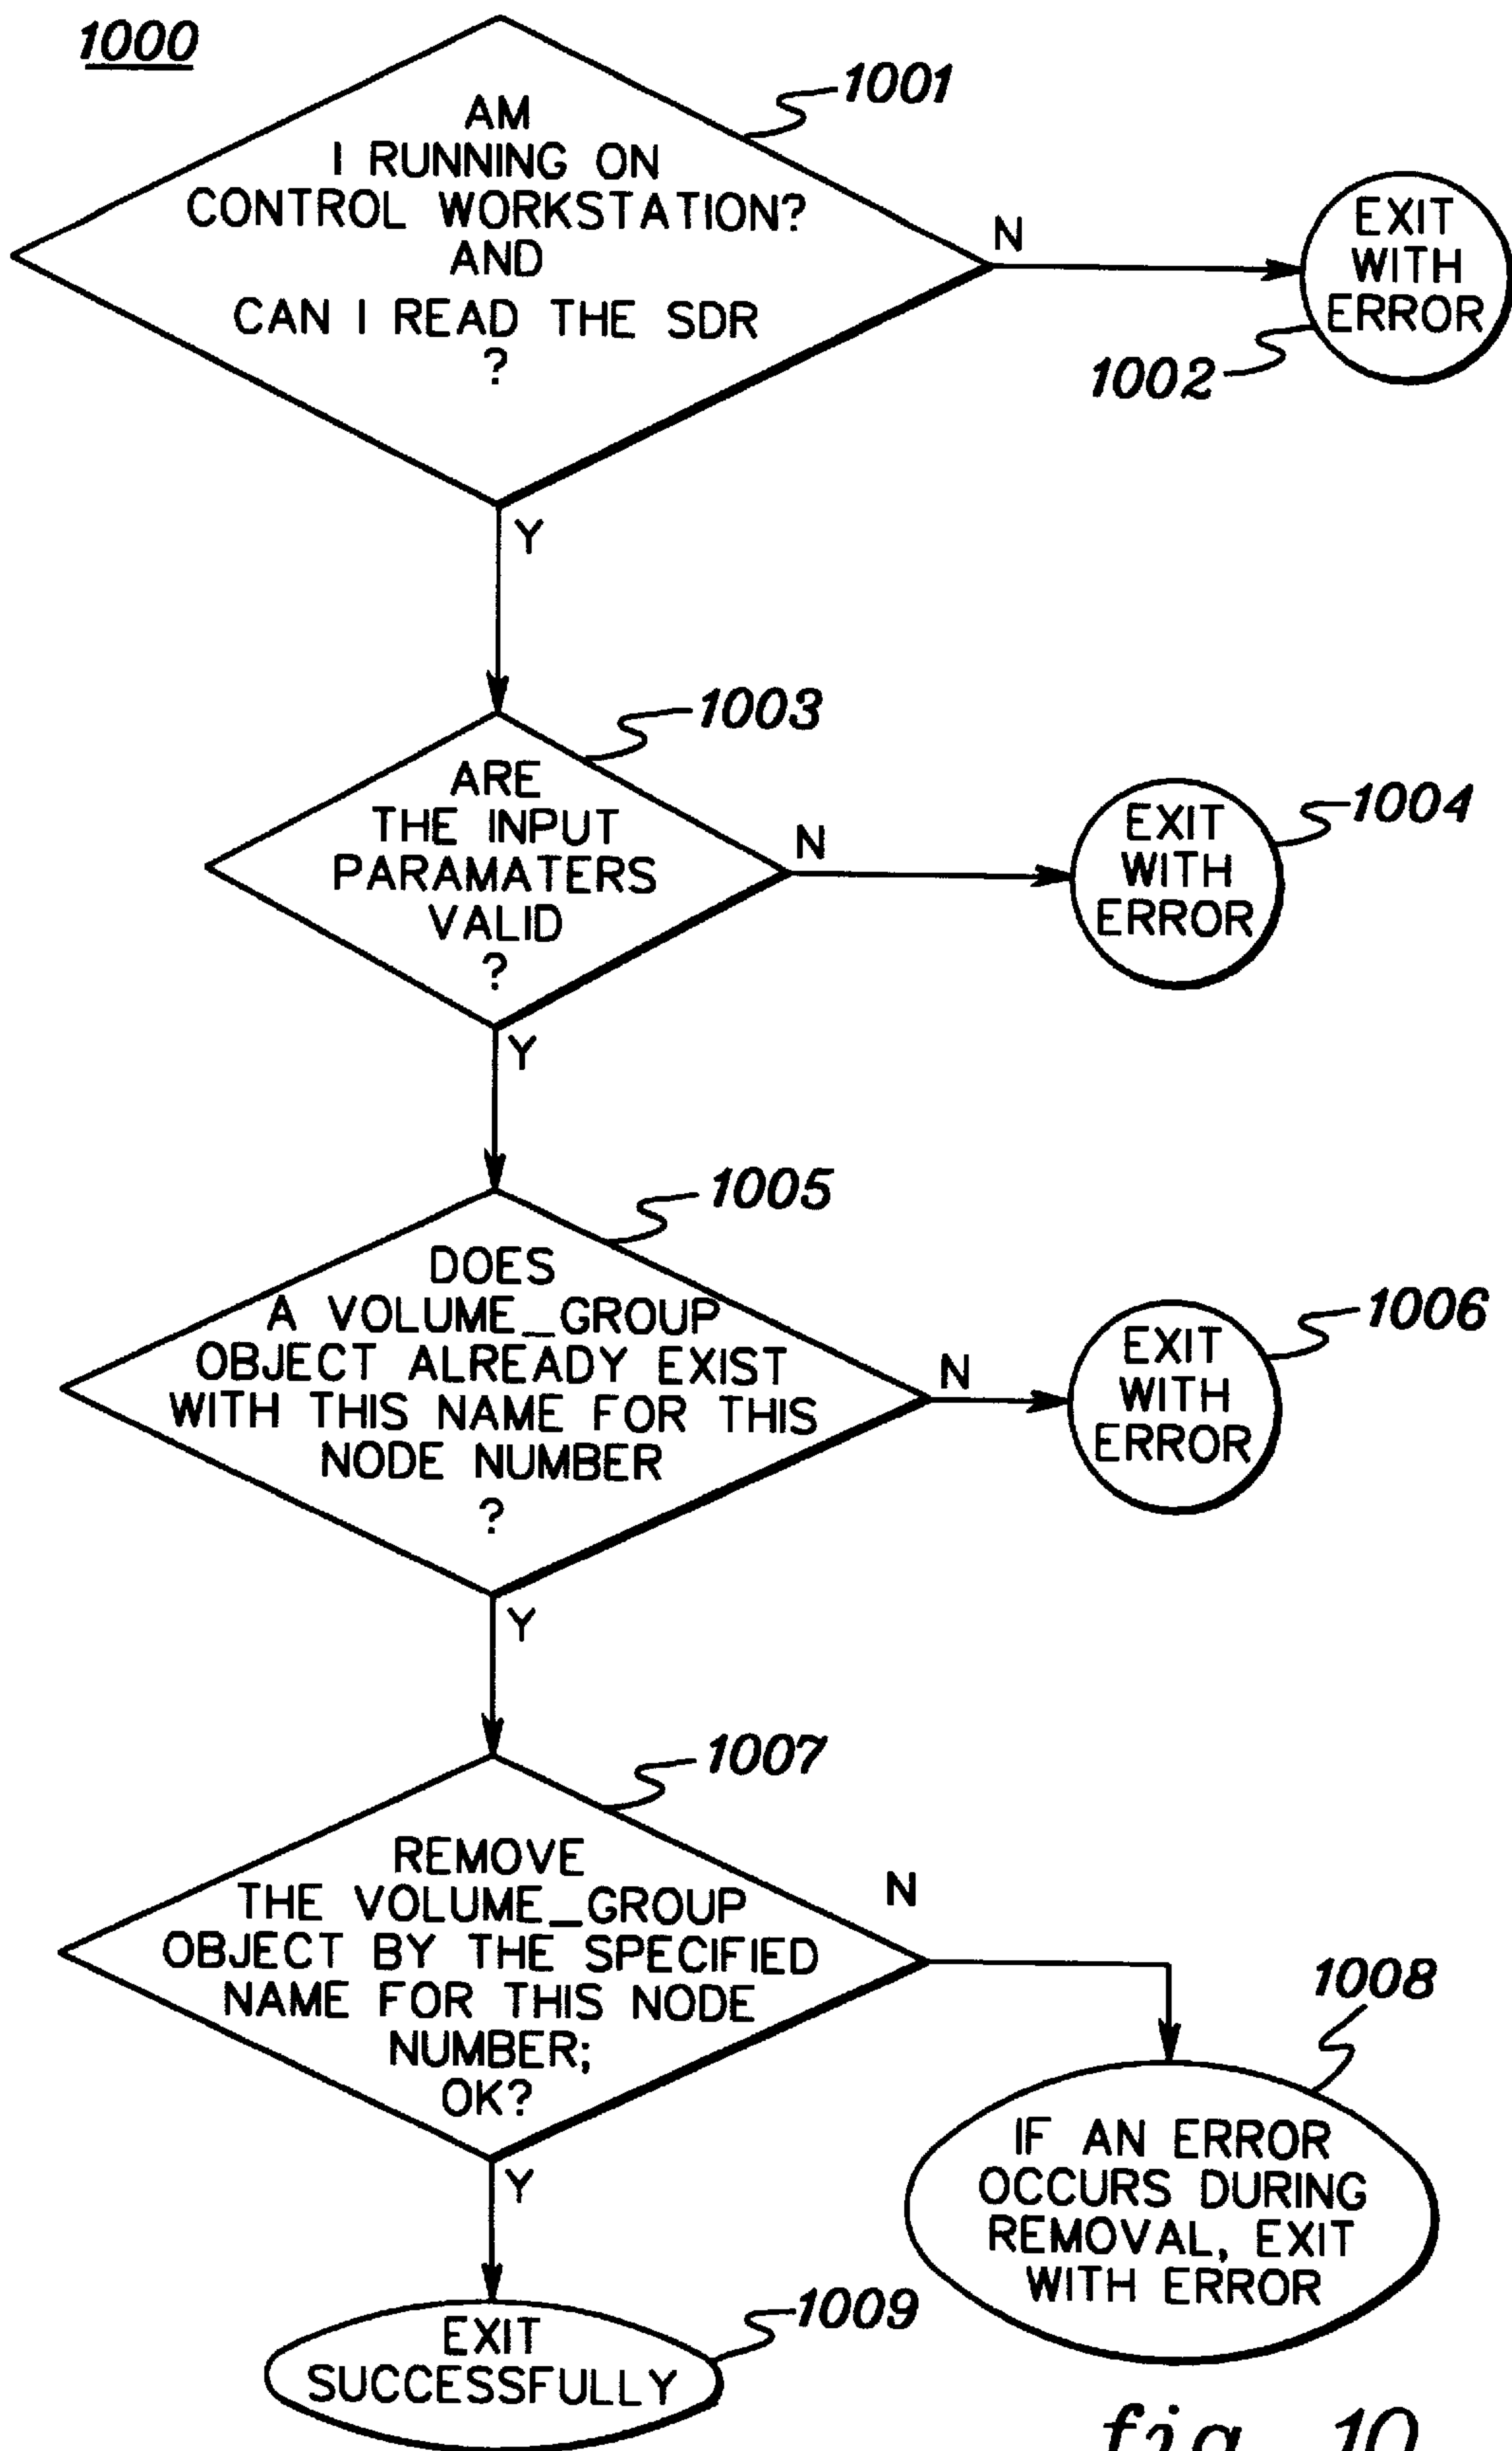 1000
AM
I RUNNING ON
CONTROL WORKSTATION?
AND
CAN I READ THE SDR
?
1001
N
EXIT
WITH
ERROR
1002
Y
ARE
THE INPUT
PARAMATERS
VALID
?
1003
N
EXIT
WITH
ERROR
1004
Y
DOES
A VOLUME_GROUP
OBJECT ALREADY EXIST
WITH THIS NAME FOR THIS
NODE NUMBER
?
1005
N
EXIT
WITH
ERROR
1006
Y
REMOVE
THE VOLUME_GROUP
OBJECT BY THE SPECIFIED
NAME FOR THIS NODE
NUMBER;
OK?
1007
N
IF AN ERROR
OCCURS DURING
REMOVAL, EXIT
WITH ERROR
1008
Y
EXIT
SUCCESSFULLY
1009
fig. 10